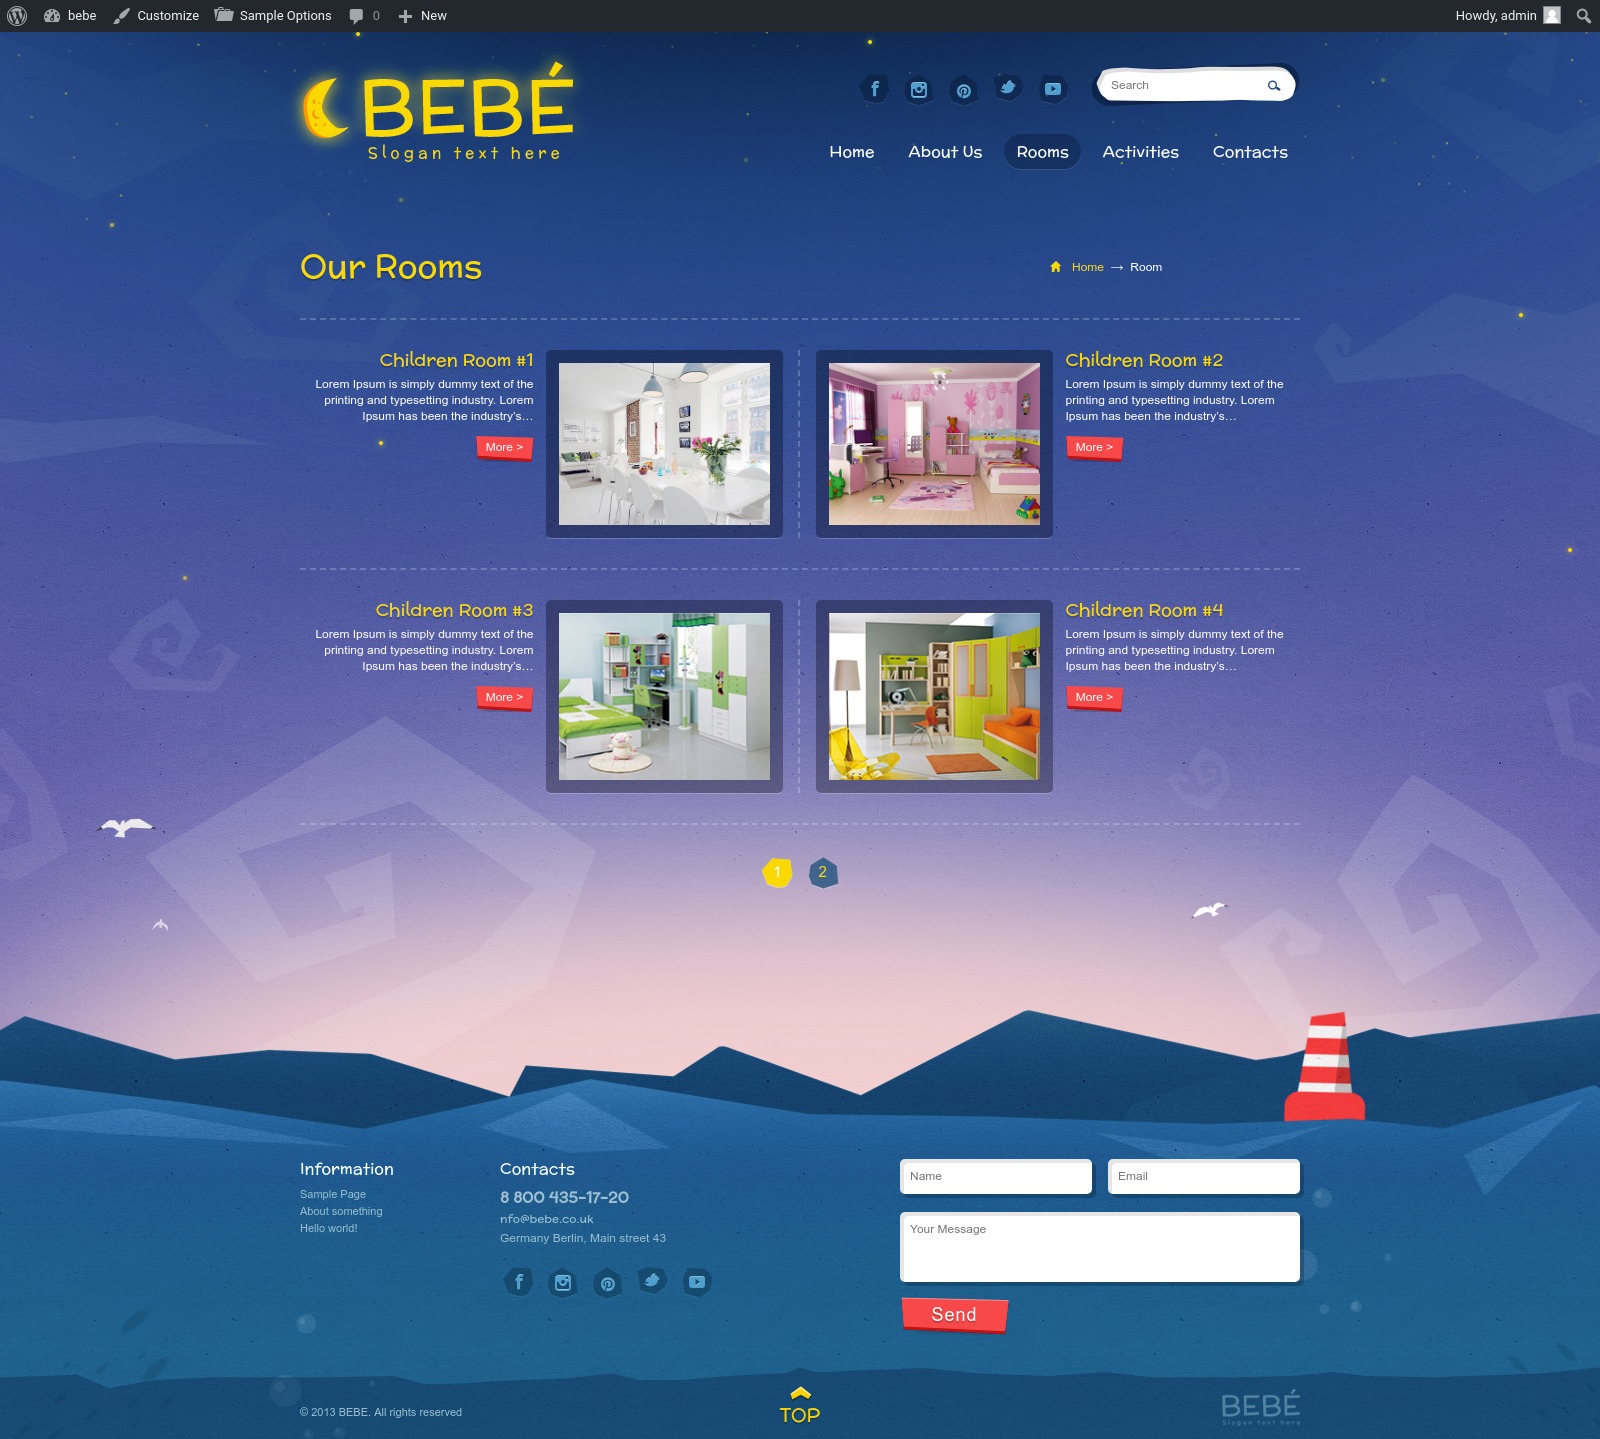 bebe Customize Sample Options 0 New Howdy, admin
BEBÉ
Slogan text here
Search
Home About Us Rooms Activities Contacts
Our Rooms
Home → Room
Children Room #1
Lorem Ipsum is simply dummy text of the
printing and typesetting industry. Lorem
Ipsum has been the industry's…
More >
Children Room #2
Lorem Ipsum is simply dummy text of the
printing and typesetting industry. Lorem
Ipsum has been the industry's…
More >
Children Room #3
Lorem Ipsum is simply dummy text of the
printing and typesetting industry. Lorem
Ipsum has been the industry's…
More >
Children Room #4
Lorem Ipsum is simply dummy text of the
printing and typesetting industry. Lorem
Ipsum has been the industry's…
More >
1 2
Information
Sample Page
About something
Hello world!
Contacts
8 800 435-17-20
nfo@bebe.co.uk
Germany Berlin, Main street 43
Name
Email
Your Message
Send
© 2013 BEBE. All rights reserved
TOP
BEBÉ
Slogan text here